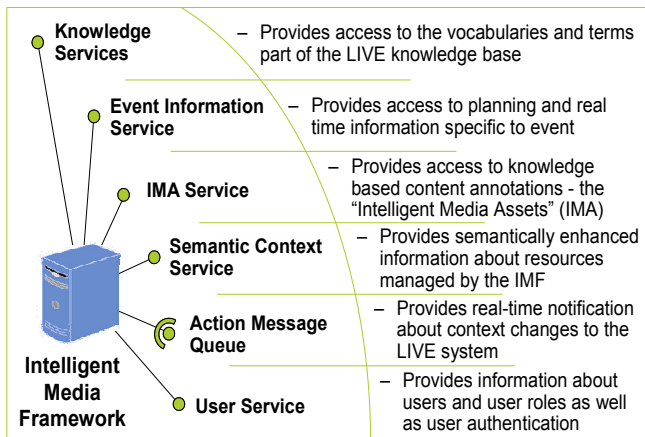 Knowledge
Services
– Provides access to the vocabularies and terms
part of the LIVE knowledge base
Event Information
Service
– Provides access to planning and real
time information specific to event
IMA Service
– Provides access to knowledge
based content annotations - the
“Intelligent Media Assets” (IMA)
Semantic Context
Service
– Provides semantically enhanced
information about resources
managed by the IMF
Action Message
Queue
– Provides real-time notification
about context changes to the
LIVE system
Intelligent
Media
Framework
User Service
– Provides information about
users and user roles as well
as user authentication